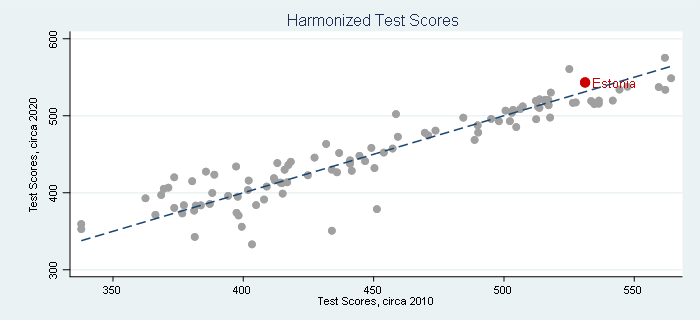 Harmonized Test Scores
Test Scores, circa 2020
600
500
400
300
Estonia
350
400
450
500
550
Test Scores, circa 2010